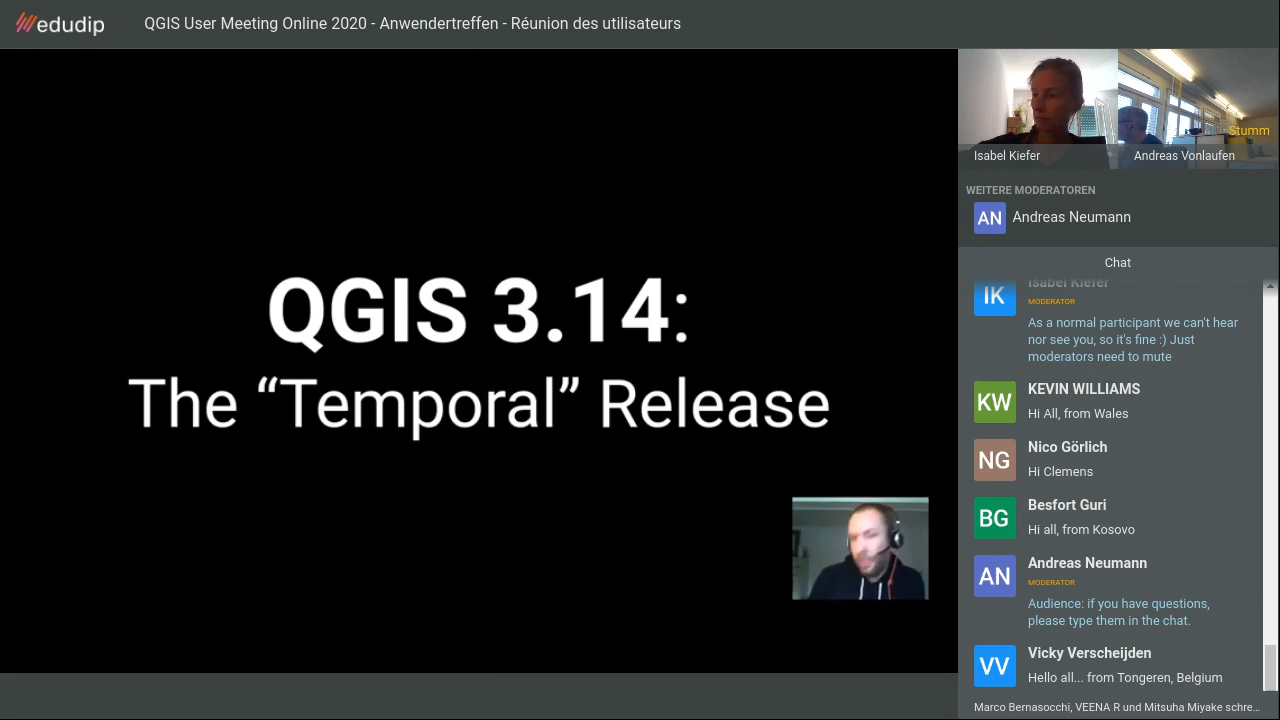 edudip
QGIS User Meeting Online 2020 - Anwendertreffen - Réunion des utilisateurs
QGIS 3.14:
The “Temporal” Release
Stumm
Isabel Kiefer
Andreas Vonlaufen
WEITERE MODERATOREN
AN
Andreas Neumann
Chat
Isabel Kiefer
IK
MODERATOR
As a normal participant we can't hear
nor see you, so it's fine :) Just
moderators need to mute
KW
KEVIN WILLIAMS
Hi All, from Wales
NG
Nico Görlich
Hi Clemens
BG
Besfort Guri
Hi all, from Kosovo
AN
Andreas Neumann
MODERATOR
Audience: if you have questions,
please type them in the chat.
VV
Vicky Verscheijden
Hello all... from Tongeren, Belgium
Marco Bernasocchi, VEENA R und Mitsuha Miyake schre…